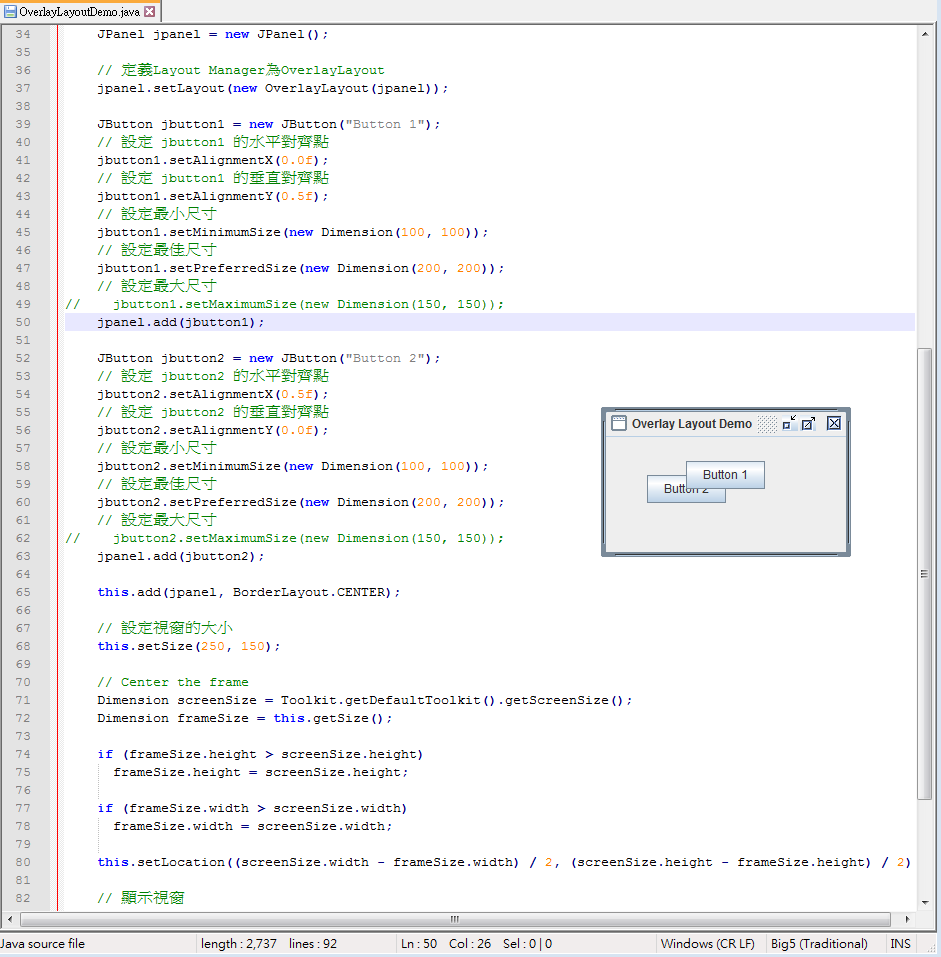 OverlayLayoutDemo.java
34 JPanel jpanel = new JPanel();
35
36 // 定義Layout Manager為OverlayLayout
37 jpanel.setLayout(new OverlayLayout(jpanel));
38
39 JButton jbutton1 = new JButton("Button 1");
40 // 設定 jbutton1 的水平對齊點
41 jbutton1.setAlignmentX(0.0f);
42 // 設定 jbutton1 的垂直對齊點
43 jbutton1.setAlignmentY(0.5f);
44 // 設定最小尺寸
45 jbutton1.setMinimumSize(new Dimension(100, 100));
46 // 設定最佳尺寸
47 jbutton1.setPreferredSize(new Dimension(200, 200));
48 // 設定最大尺寸
49 // jbutton1.setMaximumSize(new Dimension(150, 150));
50 jpanel.add(jbutton1);
51
52 JButton jbutton2 = new JButton("Button 2");
53 // 設定 jbutton2 的水平對齊點
54 jbutton2.setAlignmentX(0.5f);
55 // 設定 jbutton2 的垂直對齊點
56 jbutton2.setAlignmentY(0.0f);
57 // 設定最小尺寸
58 jbutton2.setMinimumSize(new Dimension(100, 100));
59 // 設定最佳尺寸
60 jbutton2.setPreferredSize(new Dimension(200, 200));
61 // 設定最大尺寸
62 // jbutton2.setMaximumSize(new Dimension(150, 150));
63 jpanel.add(jbutton2);
64
65 this.add(jpanel, BorderLayout.CENTER);
66
67 // 設定視窗的大小
68 this.setSize(250, 150);
69
70 // Center the frame
71 Dimension screenSize = Toolkit.getDefaultToolkit().getScreenSize();
72 Dimension frameSize = this.getSize();
73
74 if (frameSize.height > screenSize.height)
75 frameSize.height = screenSize.height;
76
77 if (frameSize.width > screenSize.width)
78 frameSize.width = screenSize.width;
79
80 this.setLocation((screenSize.width - frameSize.width) / 2, (screenSize.height - frameSize.height) / 2)
81
82 // 顯示視窗
Overlay Layout Demo
Button 1
Button 2
Java source file length : 2,737 lines : 92 Ln : 50 Col : 26 Sel : 0 | 0 Windows (CR LF) Big5 (Traditional) INS